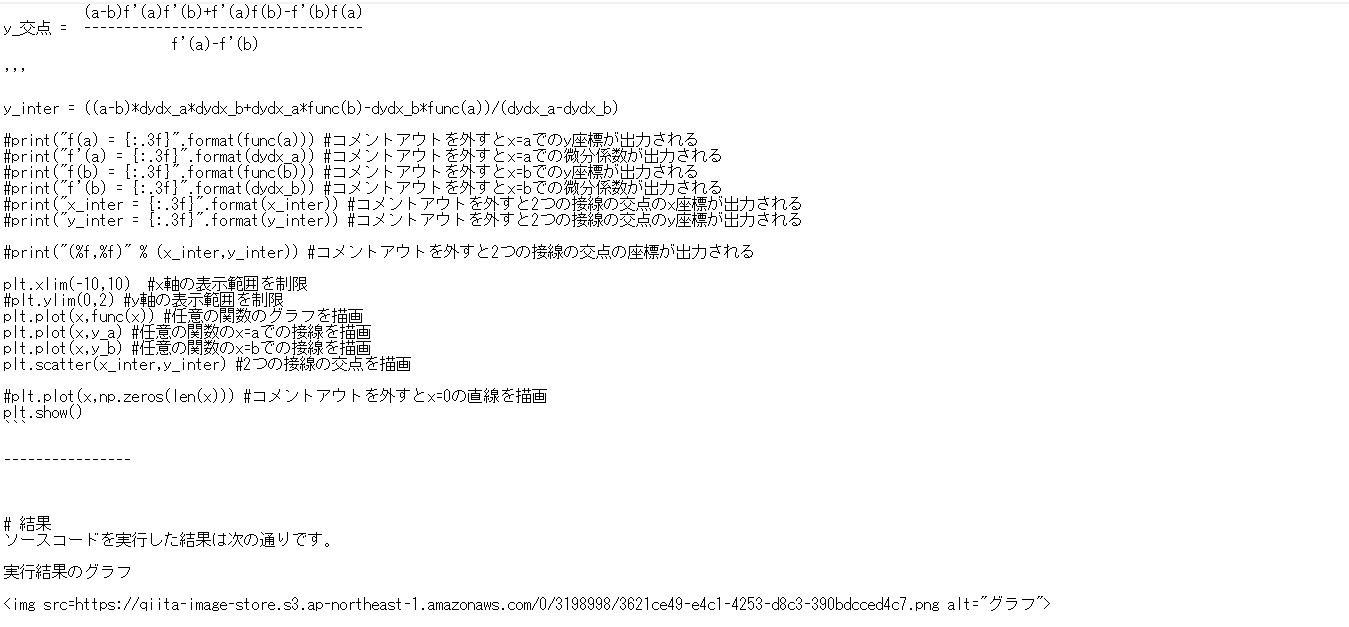 (a-b)f'(a)f'(b)+f'(a)f(b)-f'(b)f(a)
y_交点 = -----------------------------------
f'(a)-f'(b)
'''
y_inter = ((a-b)*dydx_a*dydx_b+dydx_a*func(b)-dydx_b*func(a))/(dydx_a-dydx_b)
#print("f(a) = {:.3f}".format(func(a))) #コメントアウトを外すとx=aでのy座標が出力される
#print("f'(a) = {:.3f}".format(dydx_a)) #コメントアウトを外すとx=aでの微分係数が出力される
#print("f(b) = {:.3f}".format(func(b))) #コメントアウトを外すとx=bでのy座標が出力される
#print("f'(b) = {:.3f}".format(dydx_b)) #コメントアウトを外すとx=bでの微分係数が出力される
#print("x_inter = {:.3f}".format(x_inter)) #コメントアウトを外すと2つの接線の交点のx座標が出力される
#print("y_inter = {:.3f}".format(y_inter)) #コメントアウトを外すと2つの接線の交点のy座標が出力される
#print("(%f,%f)" % (x_inter,y_inter)) #コメントアウトを外すと2つの接線の交点の座標が出力される
plt.xlim(-10,10)  #x軸の表示範囲を制限
#plt.ylim(0,2) #y軸の表示範囲を制限
plt.plot(x,func(x)) #任意の関数のグラフを描画
plt.plot(x,y_a) #任意の関数のx=aでの接線を描画
plt.plot(x,y_b) #任意の関数のx=bでの接線を描画
plt.scatter(x_inter,y_inter) #2つの接線の交点を描画
#plt.plot(x,np.zeros(len(x))) #コメントアウトを外すとx=0の直線を描画
plt.show()
```
----------------
# 結果
ソースコードを実行した結果は次の通りです。
実行結果のグラフ
<img src=https://qiita-image-store.s3.ap-northeast-1.amazonaws.com/0/3198998/3621ce49-e4c1-4253-d8c3-390bdcced4c7.png alt="グラフ">